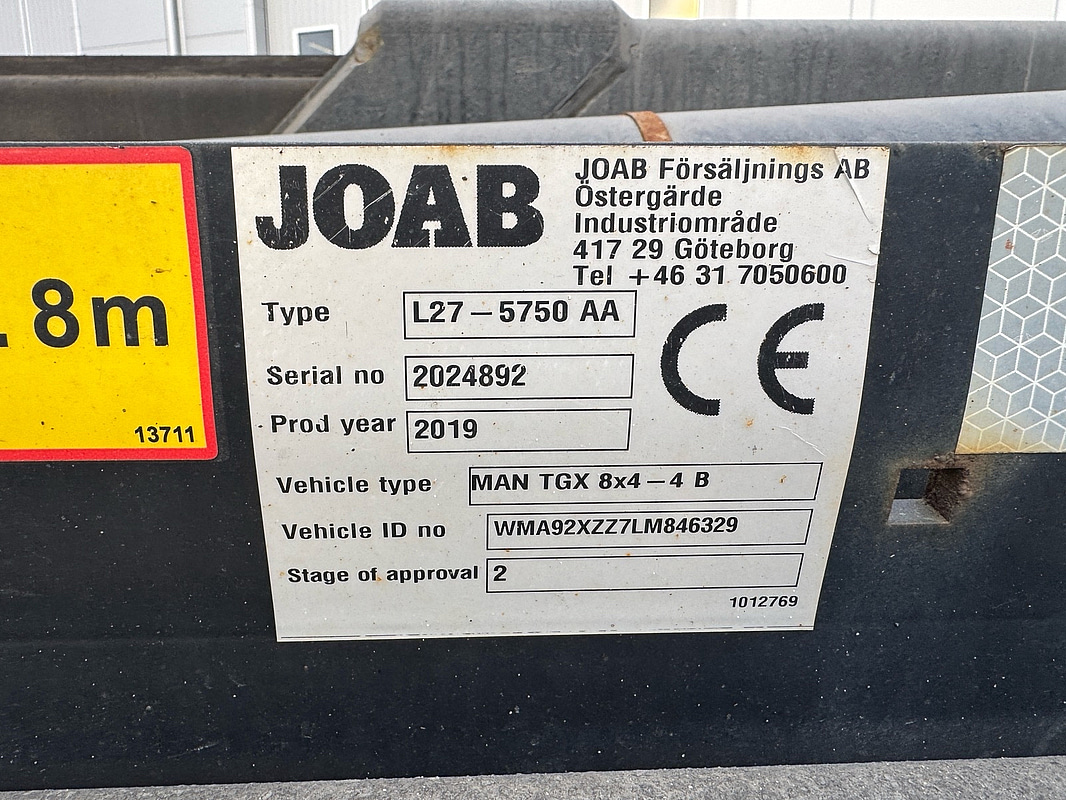 . 8m
13711
JOAB
JOAB Försäljnings AB
Östergärde
Industriområde
417 29 Göteborg
Tel +46 31 7050600
Type L27-5750 AA
CE
Serial no 2024892
Prod year 2019
Vehicle type MAN TGX 8x4-4 B
Vehicle ID no WMA92XZZ7LM846329
Stage of approval 2
1012769